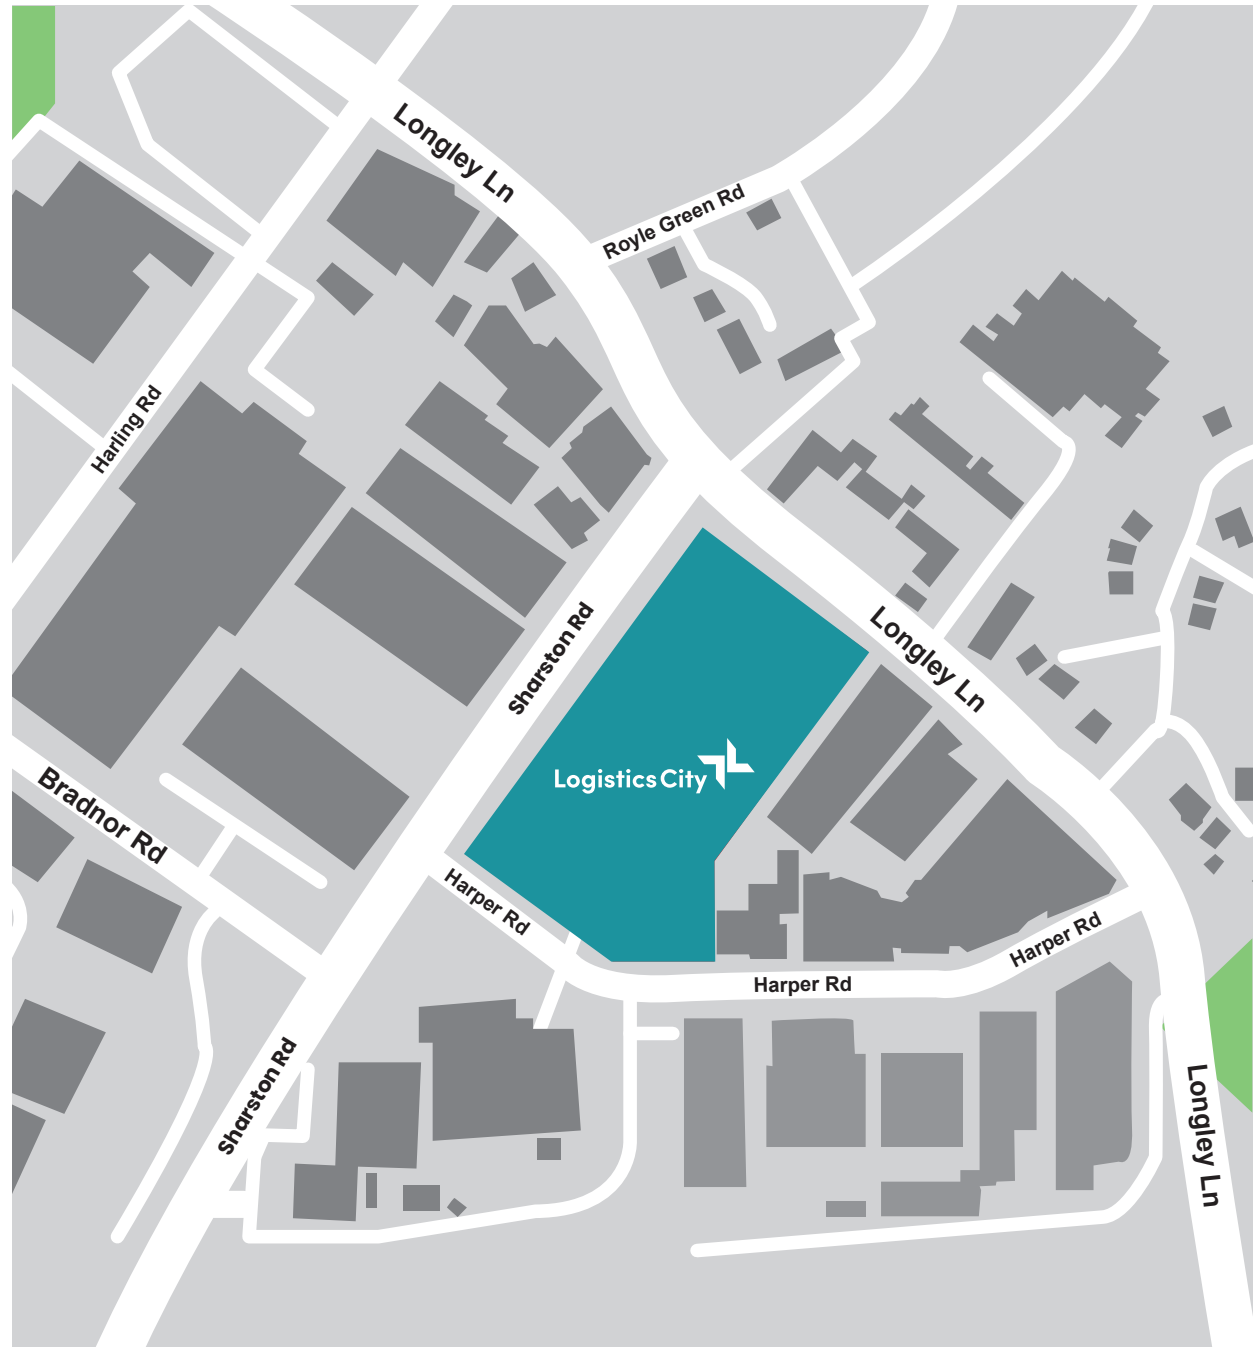 Longley Ln
Royle Green Rd
Harling Rd
Sharston Rd
Longley Ln
Logistics City
Bradnor Rd
Harper Rd
Harper Rd
Harper Rd
Sharston Rd
Longley Ln